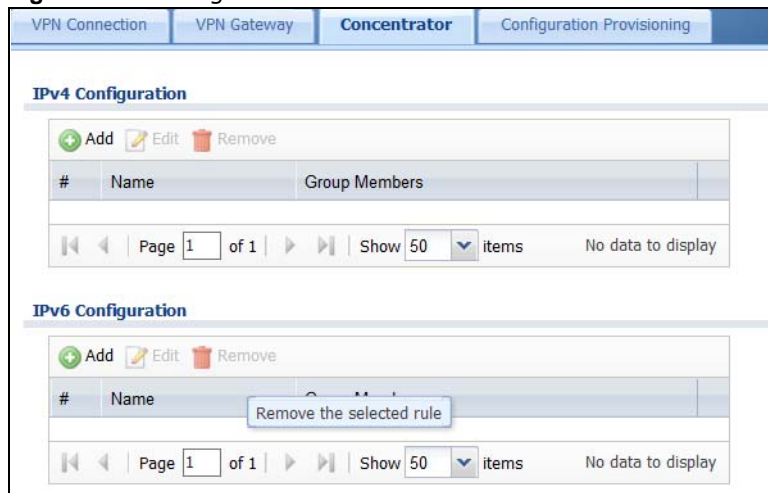 VPN Connection VPN Gateway Concentrator Configuration Provisioning
IPv4 Configuration
Add Edit Remove
# Name Group Members
Page 1 of 1 Show 50 items No data to display
IPv6 Configuration
Add Edit Remove
# Name
Remove the selected rule
Page 1 of 1 Show 50 items No data to display